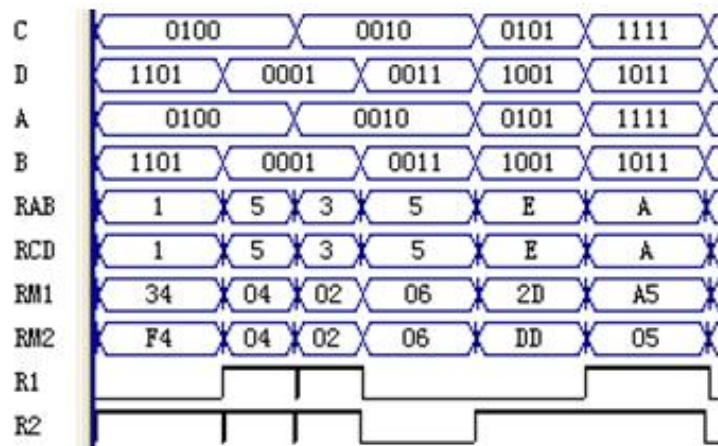 C 0100 0010 0101 1111
D 1101 0001 0011 1001 1011
A 0100 0010 0101 1111
B 1101 0001 0011 1001 1011
RAB 1 5 3 5 E A
RCD 1 5 3 5 E A
RM1 34 04 02 06 2D A5
RM2 F4 04 02 06 DD 05
R1
R2